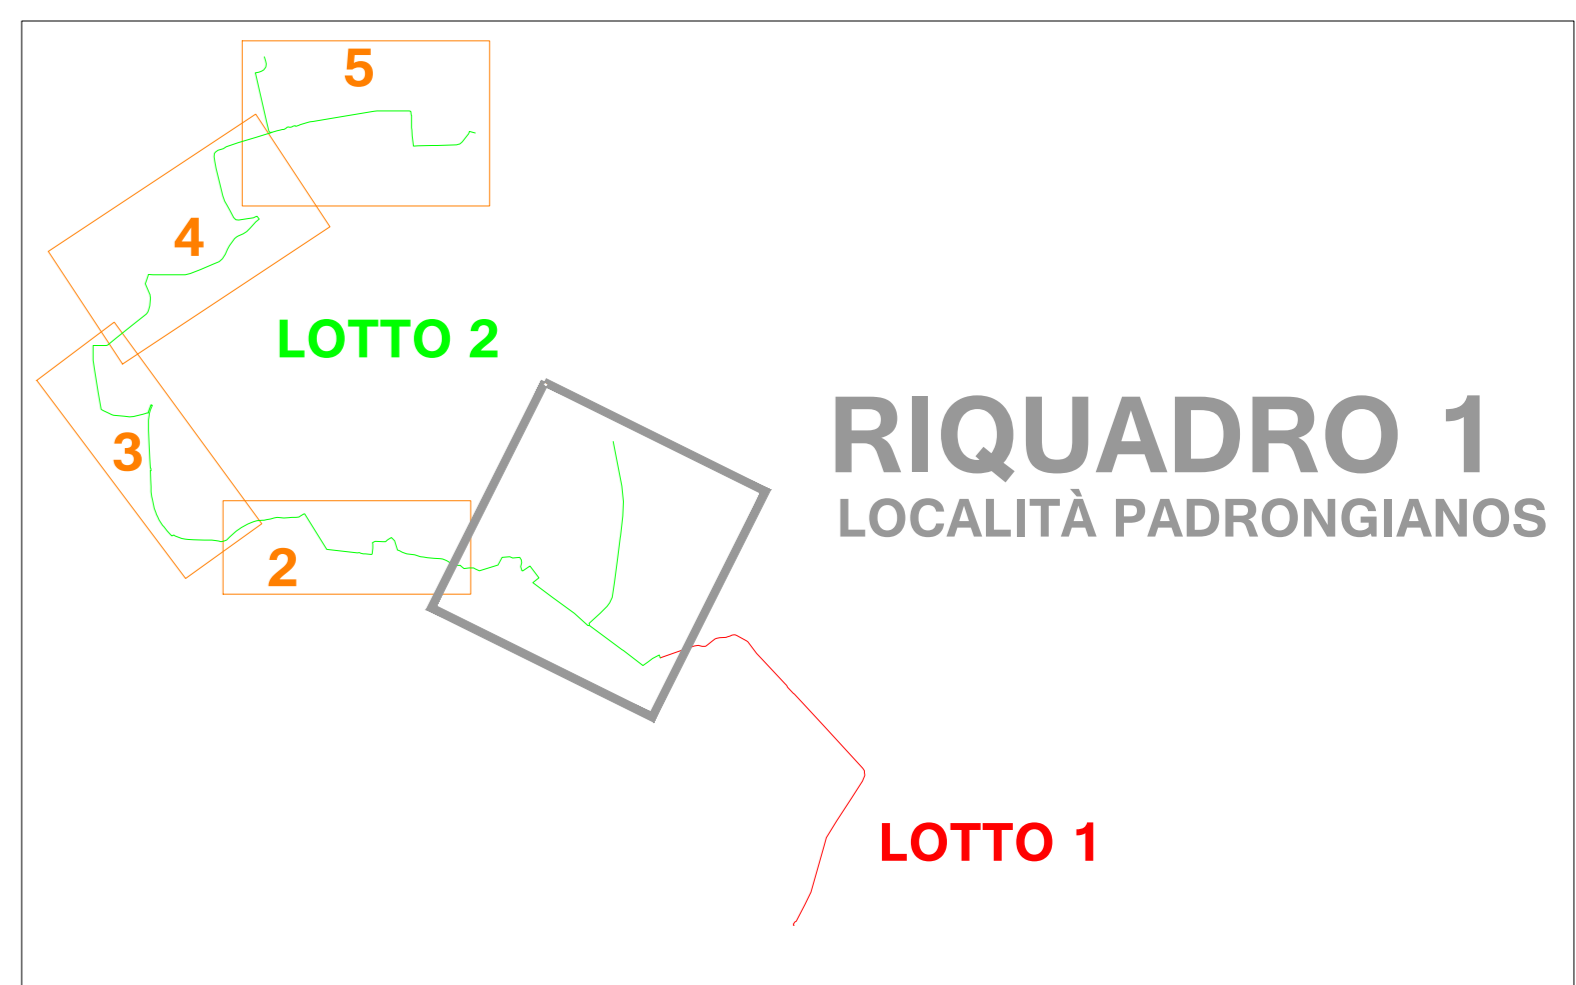 5
4
LOTTO 2
RIQUADRO 1
LOCALITÀ PADRONGIANOS
3
2
LOTTO 1